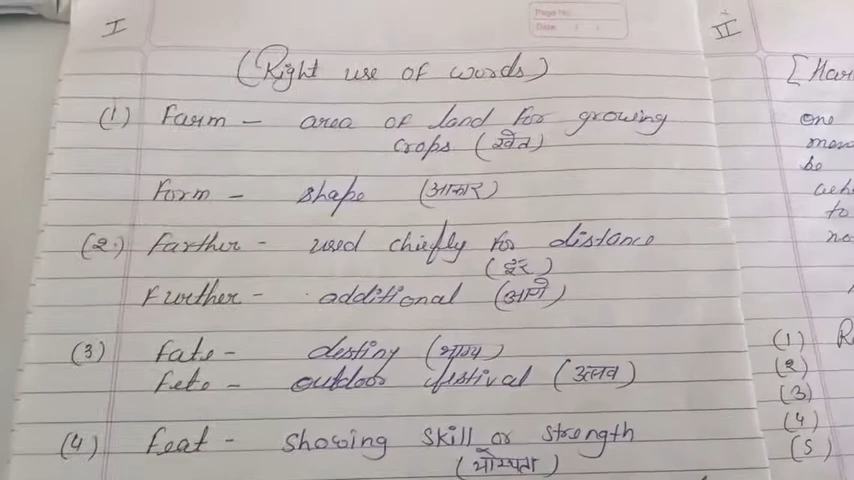 I
Page No.
Date
(Right use of words)
(1) Farm - area of land for growing
crops (खेत)
Form - shape (आकार)
(2.) Farther - used chiefly for distance
(दूर)
Further - additional (आगे)
(3) Fate - destiny (भाग्य)
Fete - outdoor festival (उत्सव)
(4) Feat - showing skill or strength
(योग्यता)
II
[Har
one
be
to
(1) R
(2)
(3)
(4)
(5)